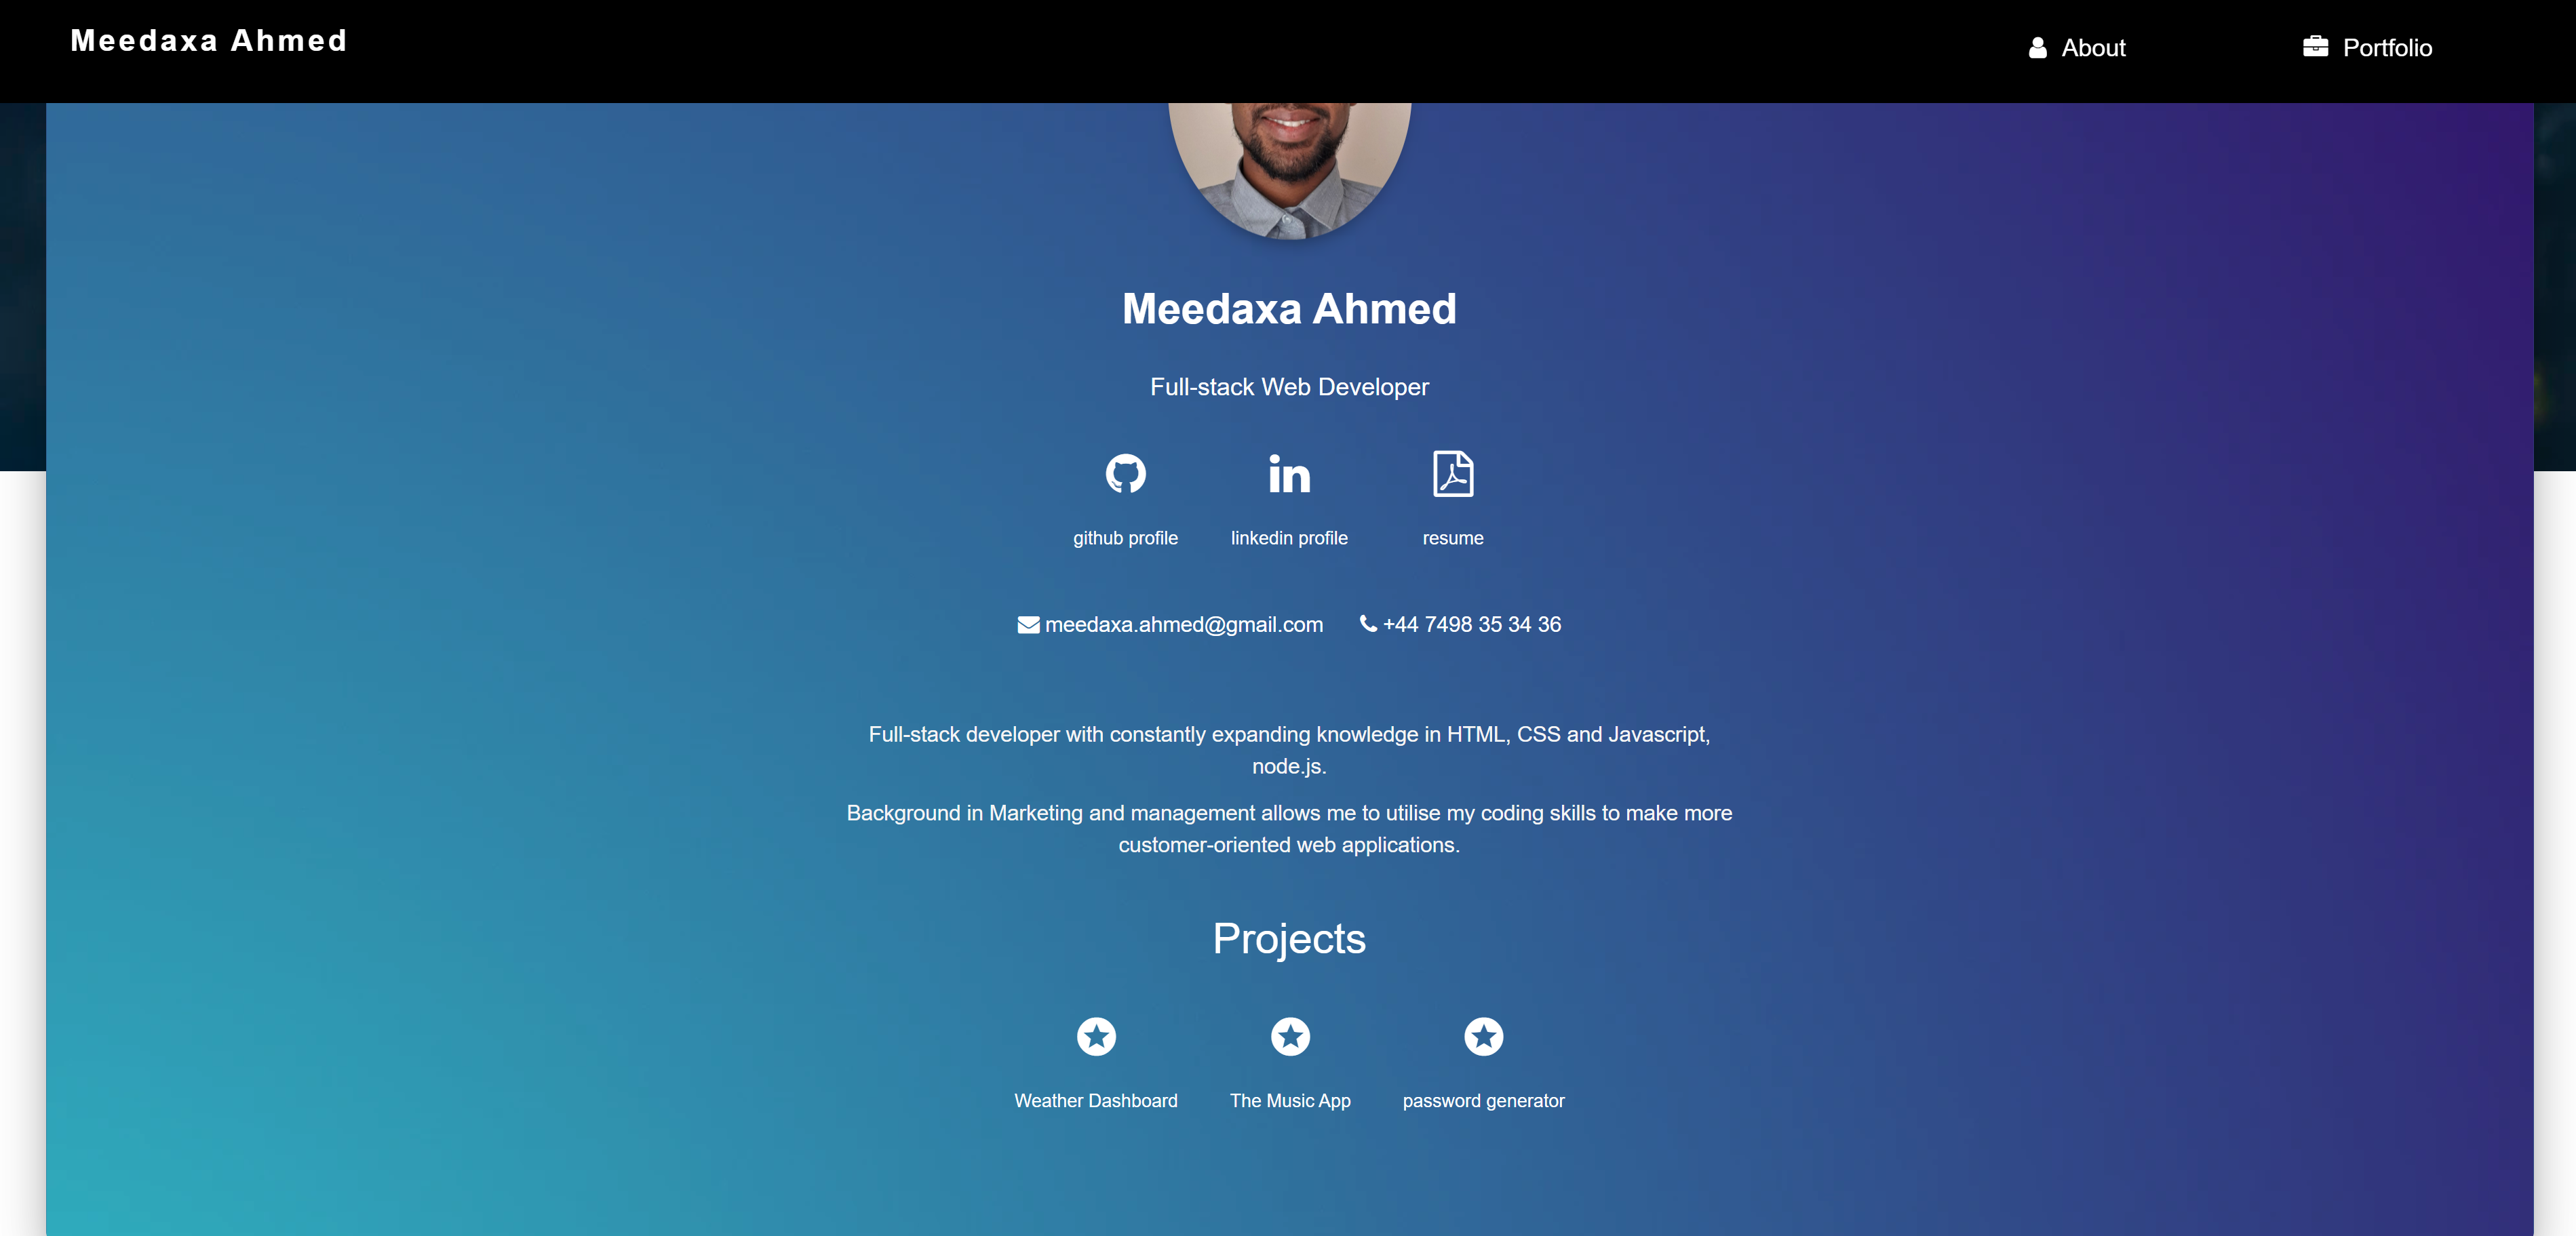 Meedaxa Ahmed
About
Portfolio
Meedaxa Ahmed
Full-stack Web Developer
github profile
linkedin profile
resume
meedaxa.ahmed@gmail.com
+44 7498 35 34 36
Full-stack developer with constantly expanding knowledge in HTML, CSS and Javascript,
node.js.
Background in Marketing and management allows me to utilise my coding skills to make more
customer-oriented web applications.
Projects
Weather Dashboard
The Music App
password generator